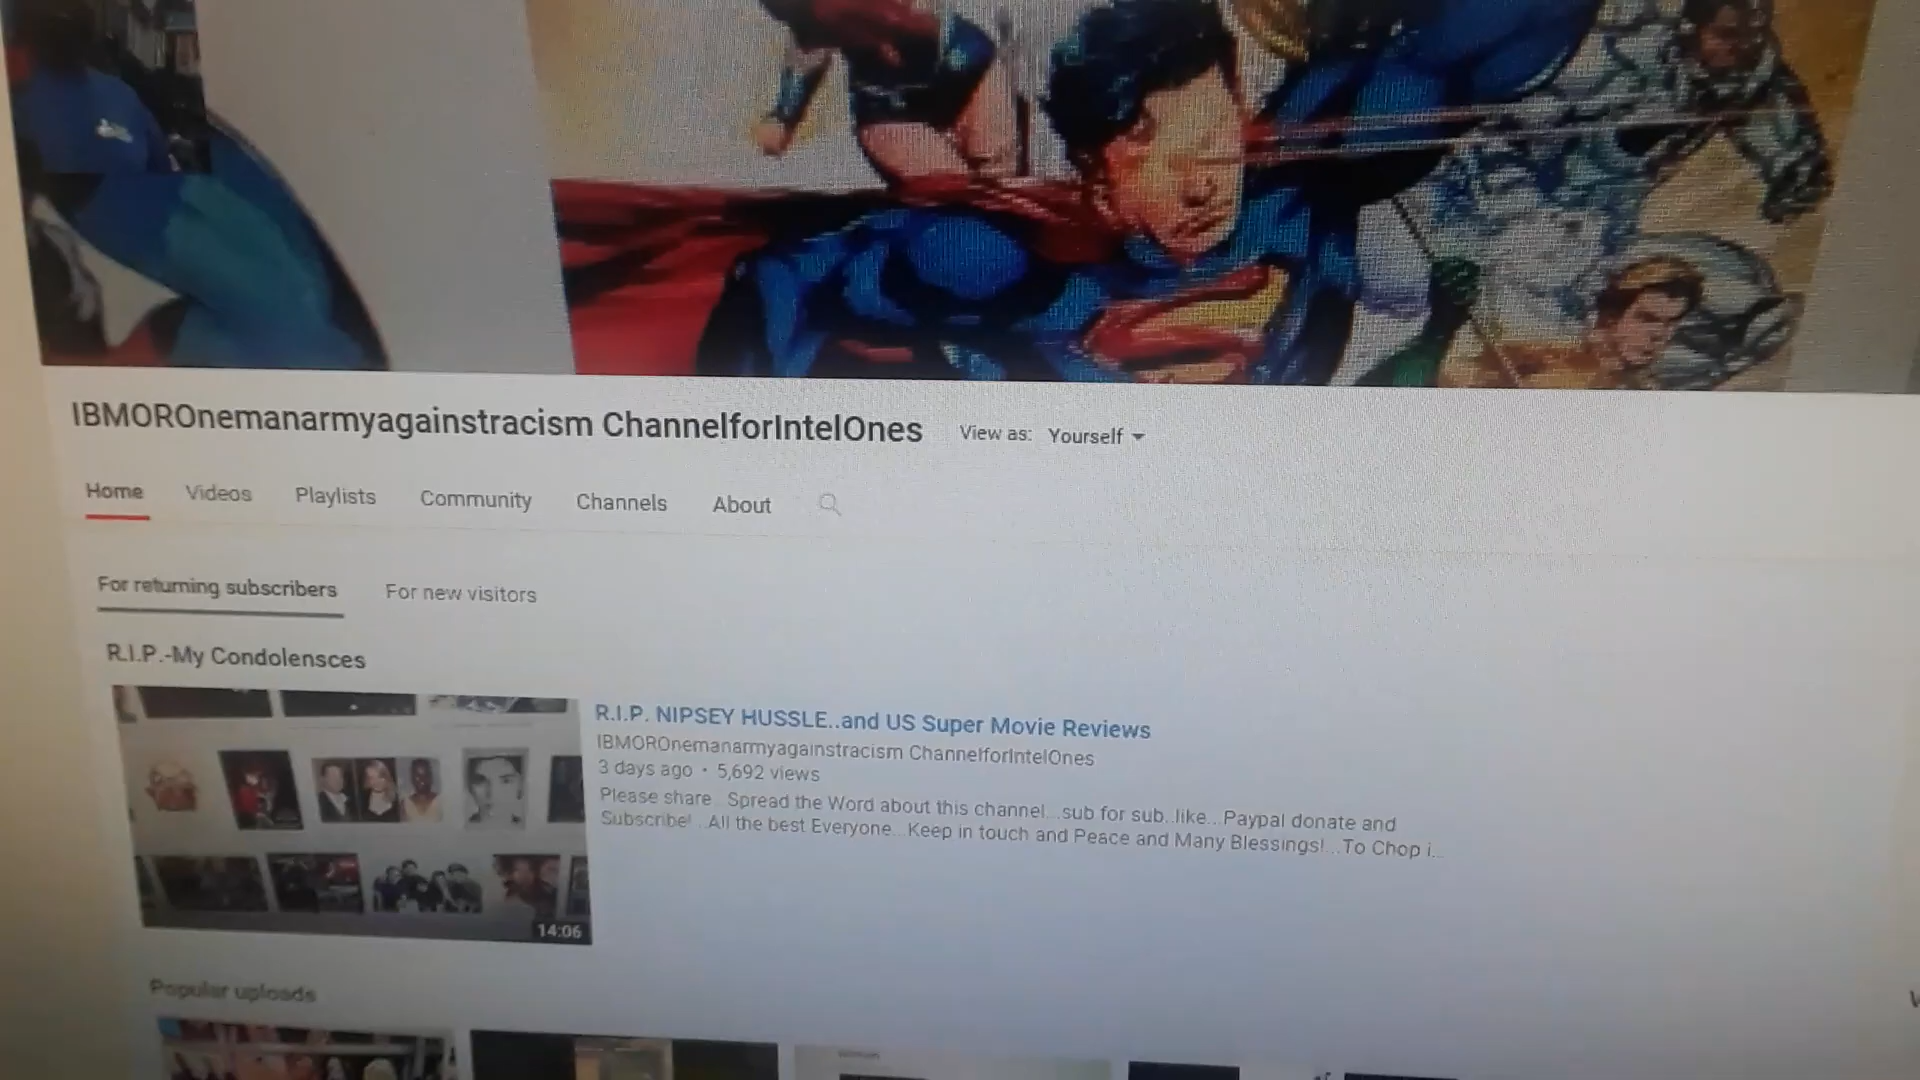 IBMOROnemanarmyagainstracism ChannelforIntelOnes
View as: Yourself
Home Videos Playlists Community Channels About
For returning subscribers For new visitors
R.I.P.-My Condolensces
R.I.P. NIPSEY HUSSLE..and US Super Movie Reviews
IBMOROnemanarmyagainstracism ChannelforIntelOnes
3 days ago • 5,692 views
Please share...Spread the Word about this channel...sub for sub..like...Paypal donate and
Subscribe! ..All the best Everyone...Keep in touch and Peace and Many Blessings!...To Chop i...
14:06
Popular uploads